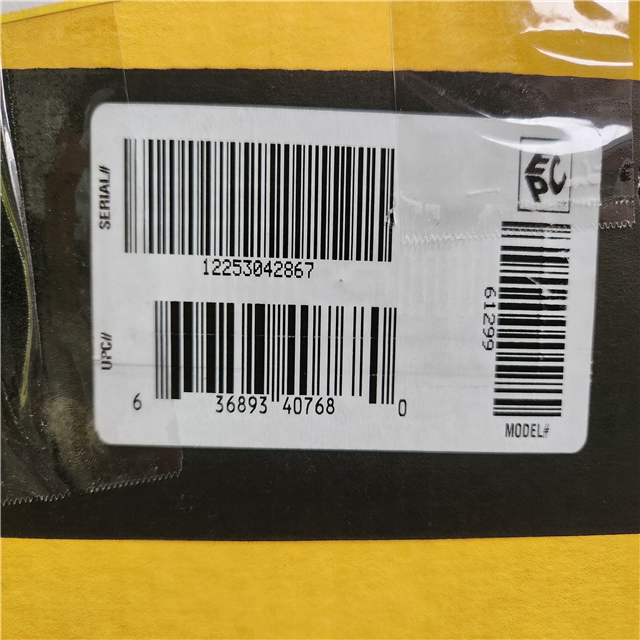 SERIAL#
12253042867
UPC#
6 36893 40768 0
EPC
61299
MODEL#